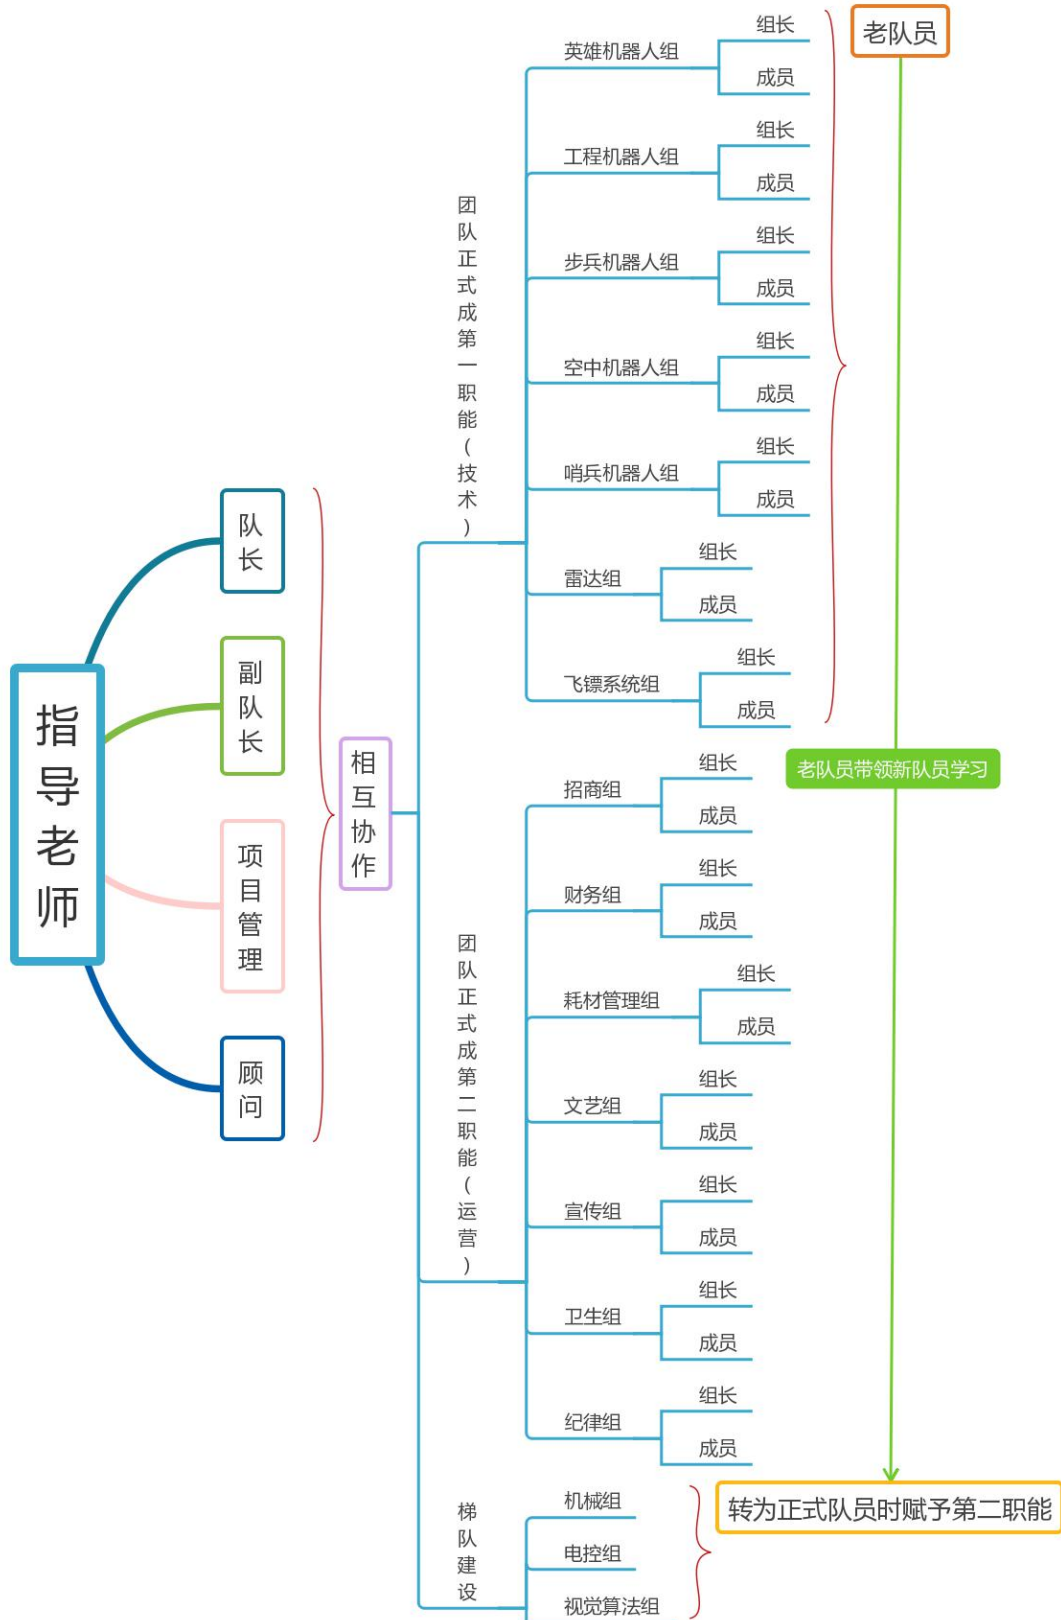 指导老师
队长
副队长
项目管理
顾问
相互协作
团队正式成第一职能(技术)
英雄机器人组
组长
成员
工程机器人组
组长
成员
步兵机器人组
组长
成员
空中机器人组
组长
成员
哨兵机器人组
组长
成员
雷达组
组长
成员
飞镖系统组
组长
成员
团队正式成第二职能(运营)
招商组
组长
成员
财务组
组长
成员
耗材管理组
组长
成员
文艺组
组长
成员
宣传组
组长
成员
卫生组
组长
成员
纪律组
组长
成员
梯队建设
机械组
电控组
视觉算法组
老队员
老队员带领新队员学习
转为正式队员时赋予第二职能